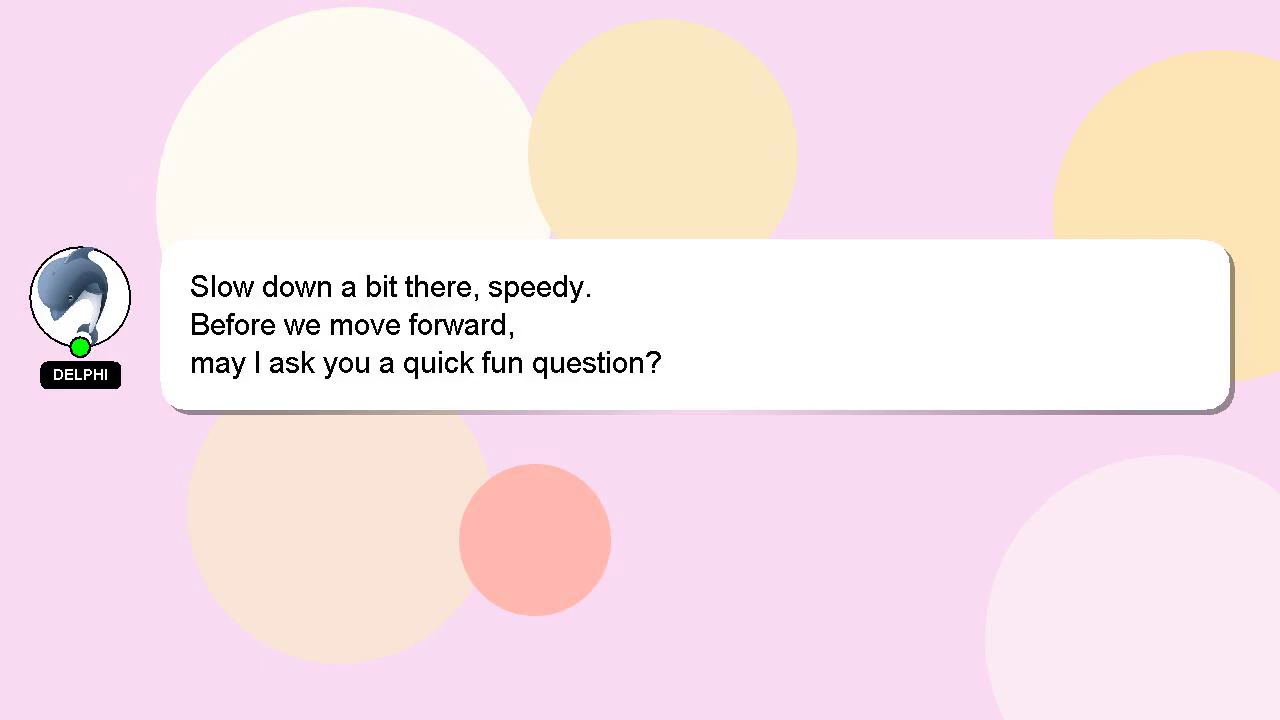 Slow down a bit there, speedy.
Before we move forward,
may I ask you a quick fun question?
DELPHI